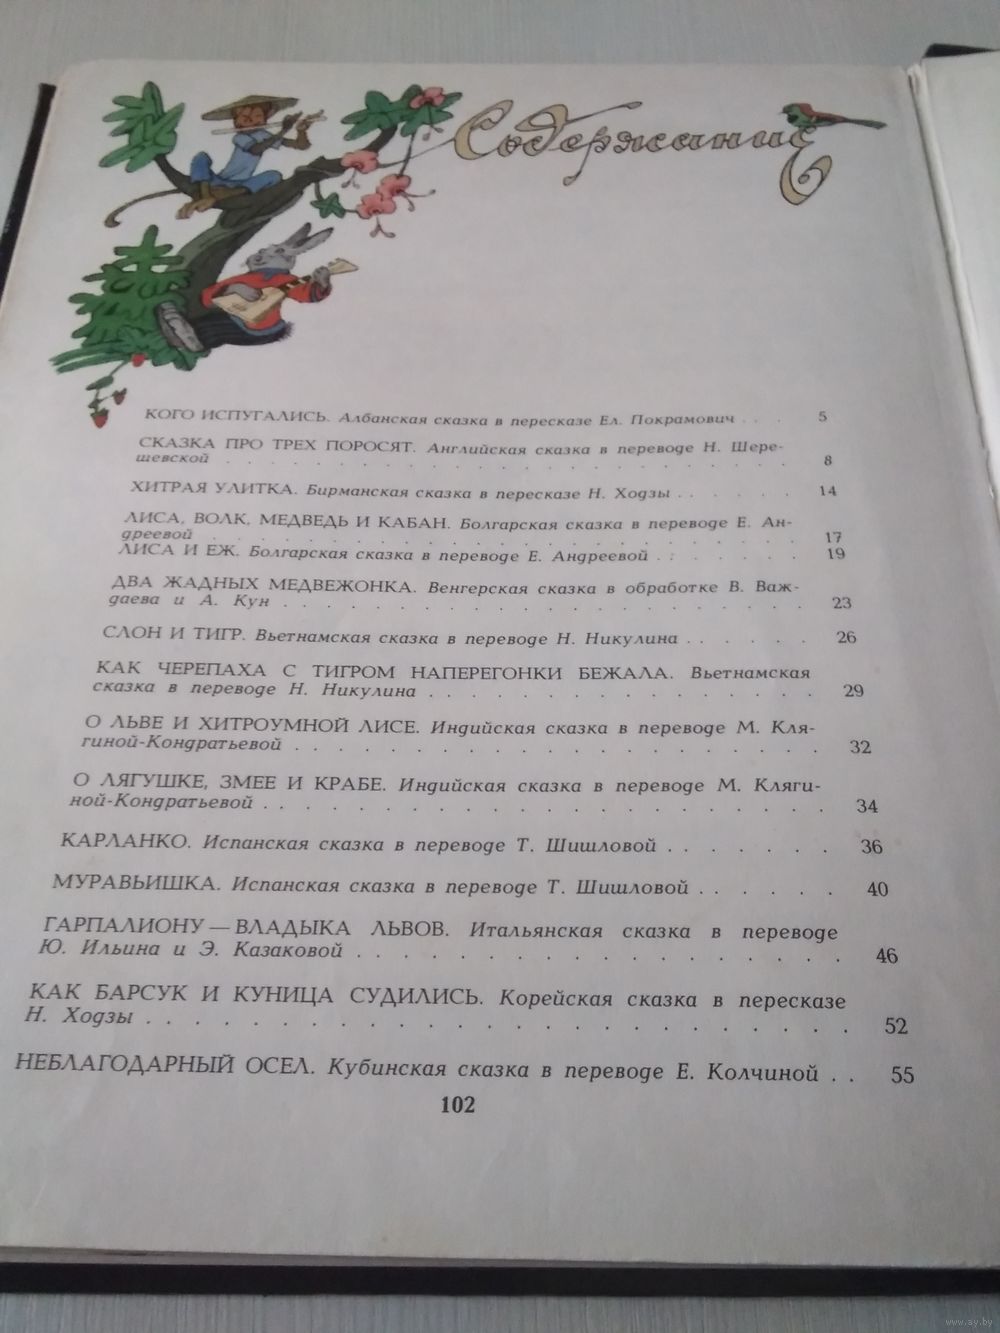 Содержание
КОГО ИСПУГАЛИСЬ. Албанская сказка в пересказе Ел. Покрамович . . . 5
СКАЗКА ПРО ТРЕХ ПОРОСЯТ. Английская сказка в переводе Н. Шере-
шевской . . . . . . . . . . . . . . . . . . . . 8
ХИТРАЯ УЛИТКА. Бирманская сказка в пересказе Н. Ходзы . . . . . 14
ЛИСА, ВОЛК, МЕДВЕДЬ И КАБАН. Болгарская сказка в переводе Е. Ан-
дреевой . . . . . . . . . . . . . . . . . . . . 17
ЛИСА И ЕЖ. Болгарская сказка в переводе Е. Андреевой . . . . . . 19
ДВА ЖАДНЫХ МЕДВЕЖОНКА. Венгерская сказка в обработке В. Важ-
даева и А. Кун . . . . . . . . . . . . . . . . . . 23
СЛОН И ТИГР. Вьетнамская сказка в переводе Н. Никулина . . . . . . 26
КАК ЧЕРЕПАХА С ТИГРОМ НАПЕРЕГОНКИ БЕЖАЛА. Вьетнамская
сказка в переводе Н. Никулина . . . . . . . . . . . . . 29
О ЛЬВЕ И ХИТРОУМНОЙ ЛИСЕ. Индийская сказка в переводе М. Кля-
гиной-Кондратьевой . . . . . . . . . . . . . . . . . 32
О ЛЯГУШКЕ, ЗМЕЕ И КРАБЕ. Индийская сказка в переводе М. Кляги-
ной-Кондратьевой . . . . . . . . . . . . . . . . . . 34
КАРЛАНКО. Испанская сказка в переводе Т. Шишловой . . . . . . . 36
МУРАВЬИШКА. Испанская сказка в переводе Т. Шишловой . . . . . 40
ГАРПАЛИОНУ — ВЛАДЫКА ЛЬВОВ. Итальянская сказка в переводе
Ю. Ильина и Э. Казаковой . . . . . . . . . . . . . . . 46
КАК БАРСУК И КУНИЦА СУДИЛИСЬ. Корейская сказка в пересказе
Н. Ходзы . . . . . . . . . . . . . . . . . . . . . 52
НЕБЛАГОДАРНЫЙ ОСЕЛ. Кубинская сказка в переводе Е. Колчиной . . 55
102
www.ay.by